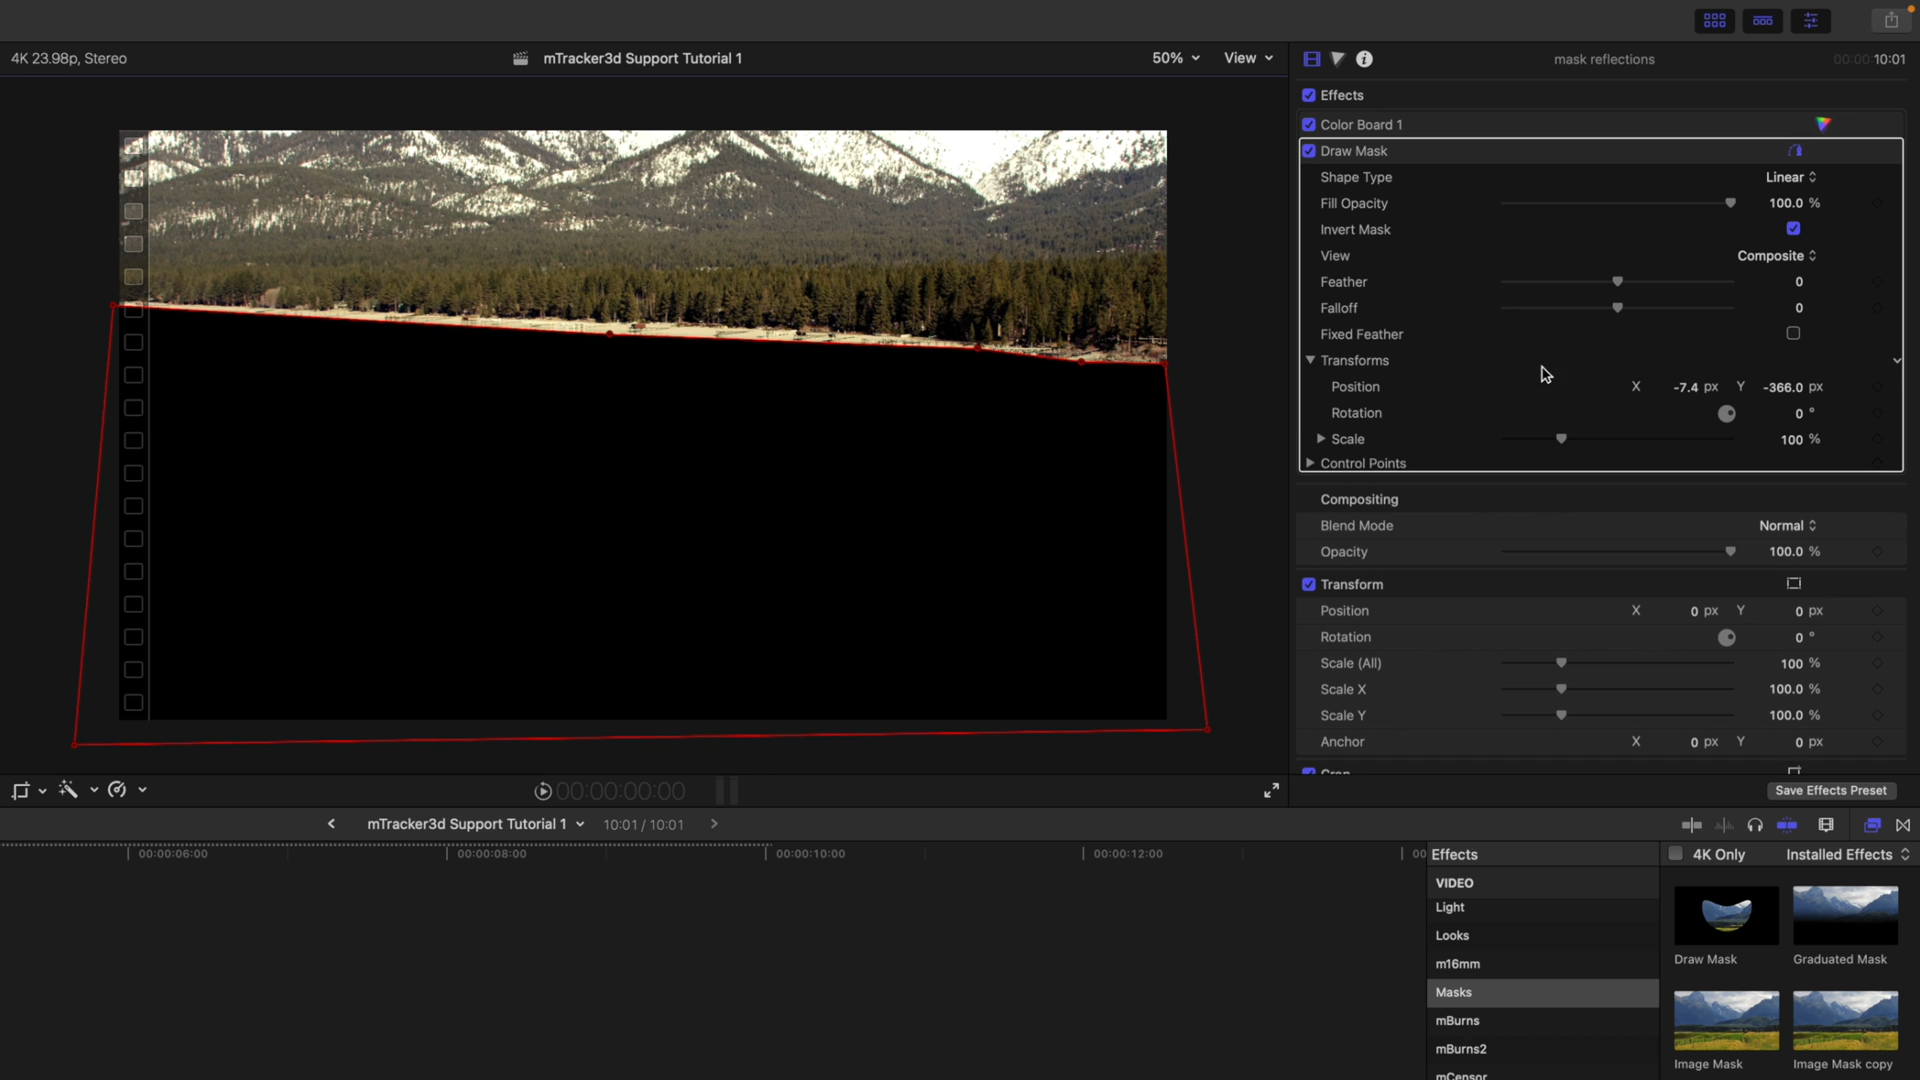 4K 23.98p, Stereo
mTracker3d Support Tutorial 1
50%
View
mask reflections
00:00:10:01
Effects
Color Board 1
Draw Mask
Shape Type
Linear
Fill Opacity
100.0 %
Invert Mask
View
Composite
Feather
0
Falloff
0
Fixed Feather
Transforms
Position
X
-7.4 px
Y
-366.0 px
Rotation
0 °
Scale
100 %
Control Points
Compositing
Blend Mode
Normal
Opacity
100.0 %
Transform
Position
X
0 px
Y
0 px
Rotation
0 °
Scale (All)
100 %
Scale X
100.0 %
Scale Y
100.0 %
Anchor
X
0 px
Y
0 px
Crop
Save Effects Preset
00:00:00:00
mTracker3d Support Tutorial 1
10:01 / 10:01
00:00:06:00
00:00:08:00
00:00:10:00
00:00:12:00
00
Effects
4K Only
Installed Effects
VIDEO
Light
Looks
m16mm
Masks
mBurns
mBurns2
mCensor
Draw Mask
Graduated Mask
Image Mask
Image Mask copy